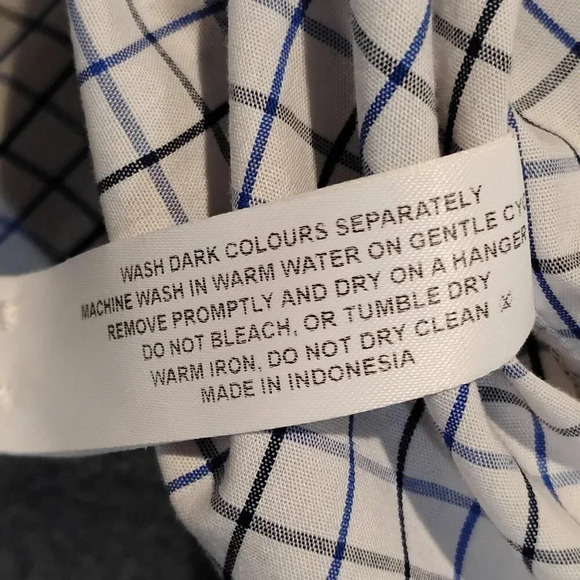 WASH DARK COLOURS SEPARATELY
MACHINE WASH IN WARM WATER ON GENTLE
REMOVE PROMPTLY AND DRY ON A HANGER
DO NOT BLEACH, OR TUMBLE DRY
WARM IRON, DO NOT DRY CLEAN
MADE IN INDONESIA